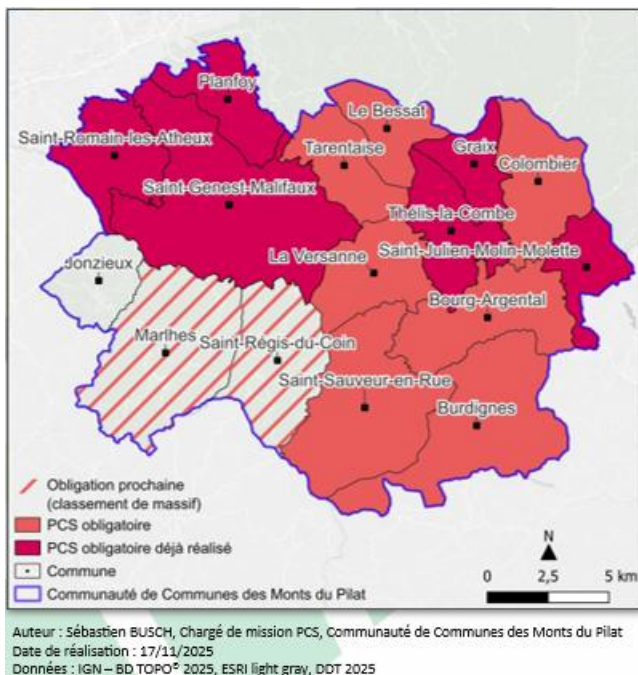 Planfoy
Le Bessat
Saint-Romain-les-Atheux
Tarentaise
Graix
Colombier
Saint-Genest-Malifaux
Thélis-la-Combe
La Versanne
Saint-Julien-Molin-Molette
Jonzieux
Bourg-Argental
Marlhes
Saint-Régis-du-Coin
Saint-Sauveur-en-Rue
Burdignes
Obligation prochaine
(classement de massif)
PCS obligatoire
PCS obligatoire déjà réalisé
Commune
Communauté de Communes des Monts du Pilat
N
0 2,5 5 km
Auteur : Sébastien BUSCH, Chargé de mission PCS, Communauté de Communes des Monts du Pilat
Date de réalisation : 17/11/2025
Données : IGN – BD TOPO® 2025, ESRI light gray, DDT 2025